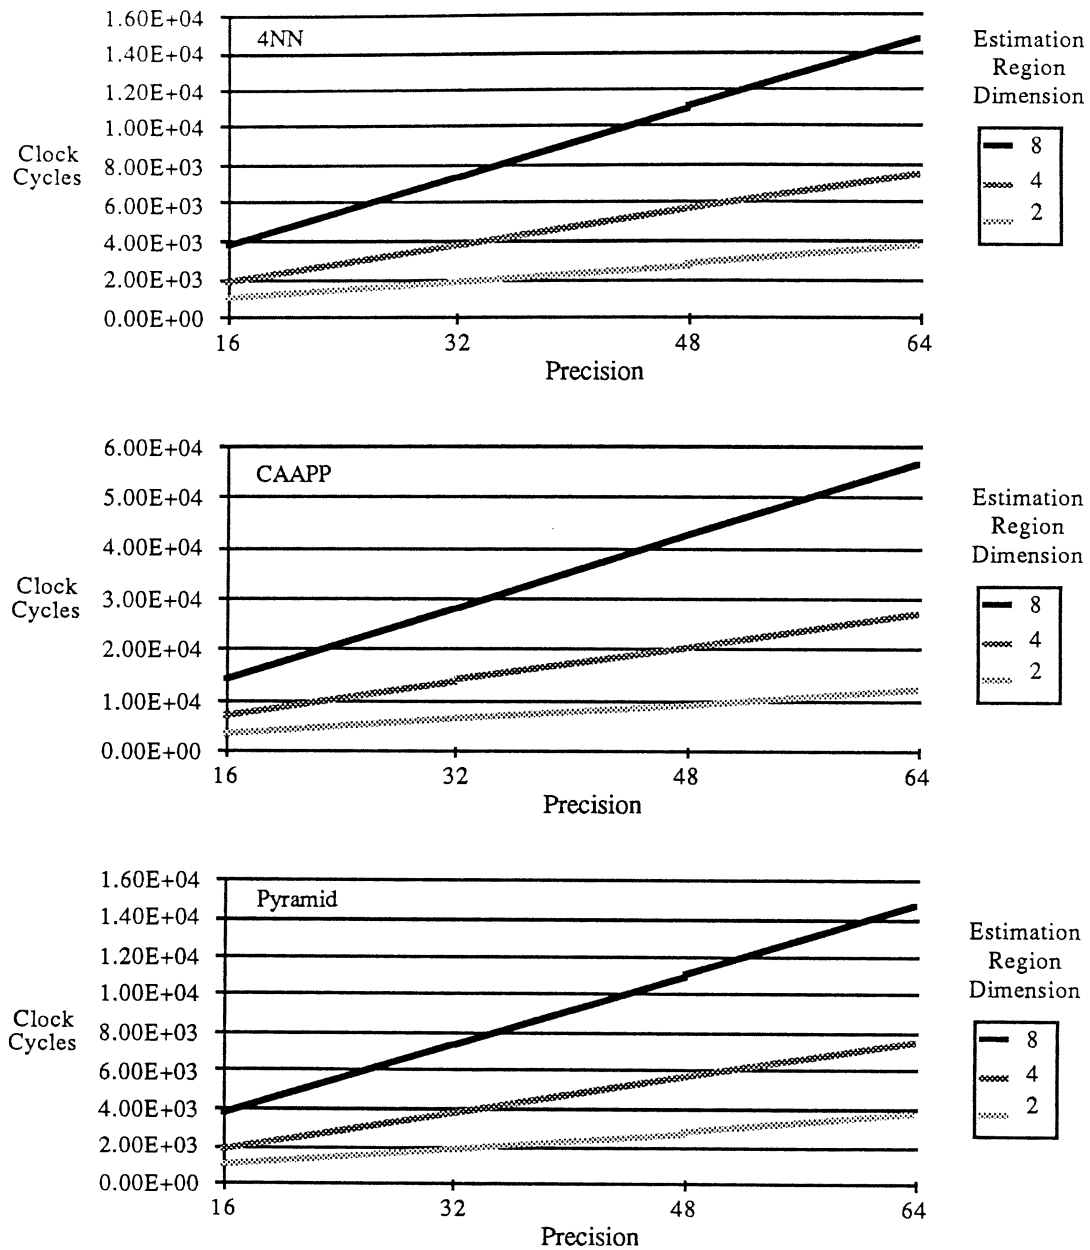 1.60E+04
4NN
1.40E+04
1.20E+04
1.00E+04
8.00E+03
6.00E+03
4.00E+03
2.00E+03
0.00E+00
Clock
Cycles
16
32
48
64
Precision
Estimation
Region
Dimension
8
4
2
6.00E+04
CAAPP
5.00E+04
4.00E+04
3.00E+04
2.00E+04
1.00E+04
0.00E+00
Clock
Cycles
16
32
48
64
Precision
Estimation
Region
Dimension
8
4
2
1.60E+04
Pyramid
1.40E+04
1.20E+04
1.00E+04
8.00E+03
6.00E+03
4.00E+03
2.00E+03
0.00E+00
Clock
Cycles
16
32
48
64
Precision
Estimation
Region
Dimension
8
4
2